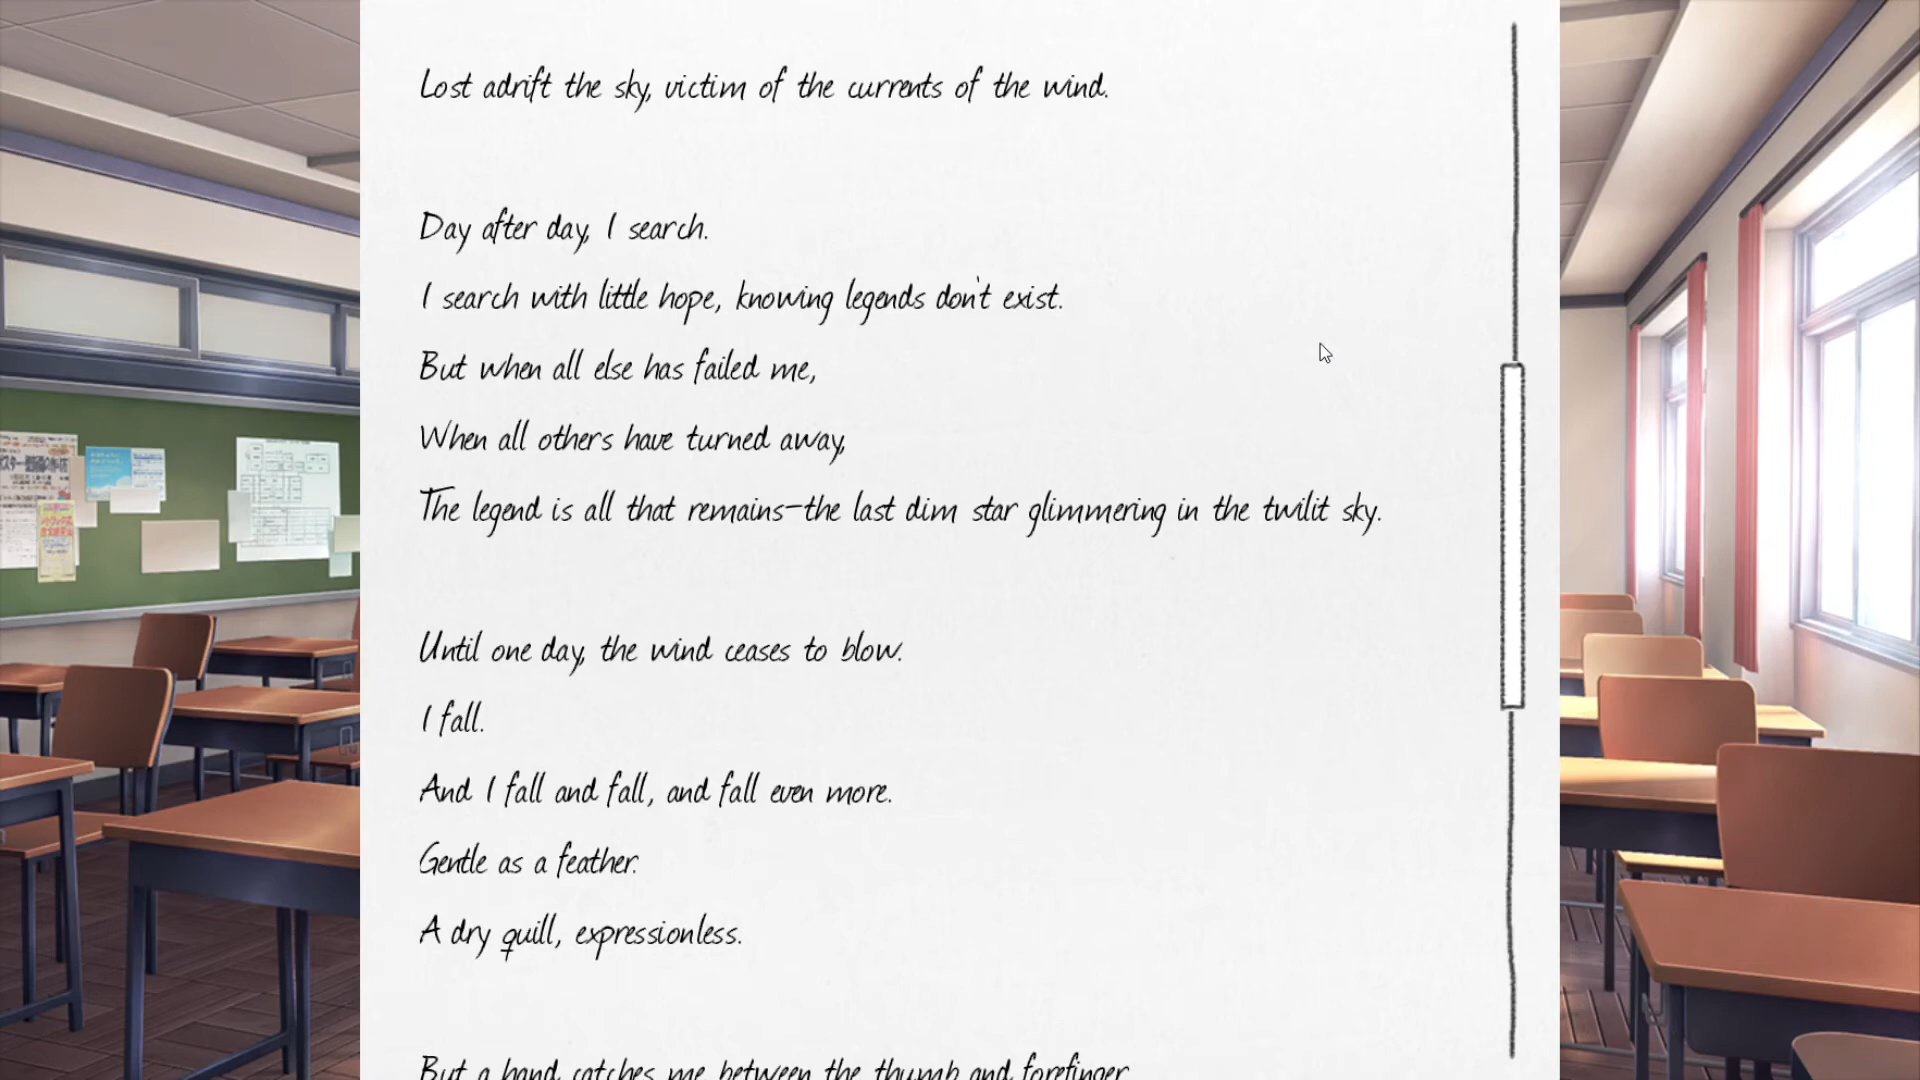 Lost adrift the sky, victim of the currents of the wind.
Day after day, I search.
I search with little hope, knowing legends don't exist.
But when all else has failed me,
When all others have turned away,
The legend is all that remains—the last dim star glimmering in the twilit sky.
Until one day, the wind ceases to blow.
I fall.
And I fall and fall, and fall even more.
Gentle as a feather.
A dry quill, expressionless.
But a hand catches me between the thumb and forefinger